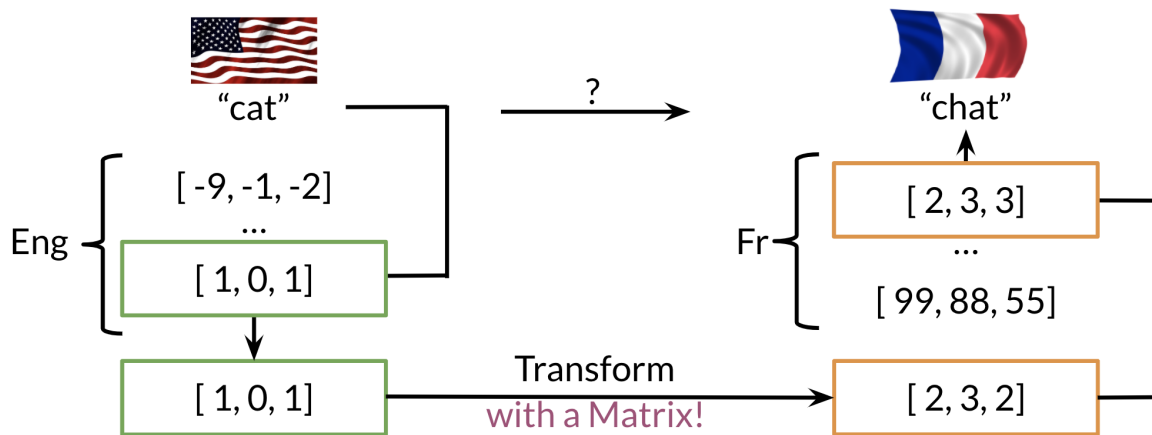 “cat”
?
“chat”
Eng
[ -9, -1, -2]
...
[ 1, 0, 1]
Fr
[ 2, 3, 3]
...
[ 99, 88, 55]
[ 1, 0, 1]
Transform
with a Matrix!
[ 2, 3, 2]